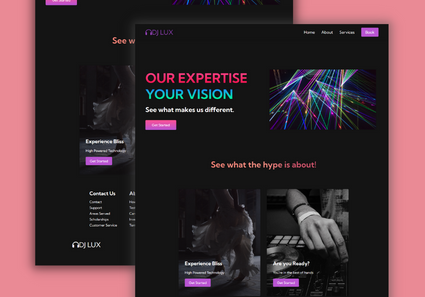 Get Started
See w
Experience Bliss
High Powered Technology
Get Started
Contact Us
Contact
Support
Areas Served
Scholarships
Customer Service
DJ LUX
DJ LUX
Home About Services Book
OUR EXPERTISE
YOUR VISION
See what makes us different.
Get Started
See what the hype is about!
Experience Bliss
High Powered Technology
Get Started
Are you Ready?
You're in the best of hands
Get Started